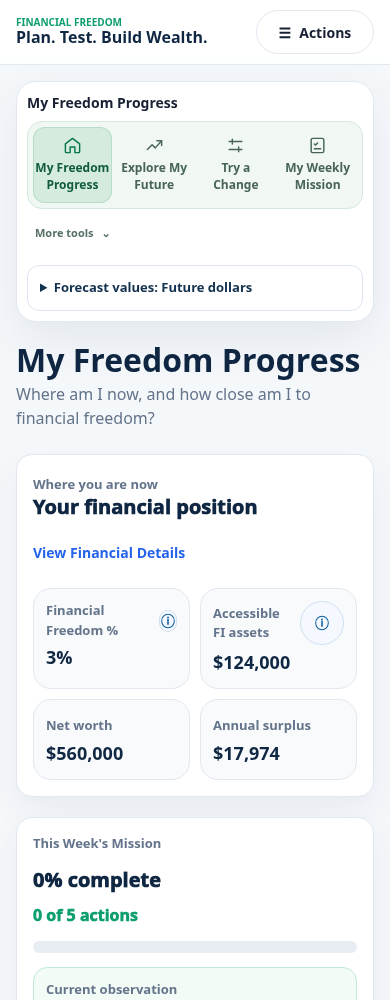 FINANCIAL FREEDOM
Plan. Test. Build Wealth.
☰ Actions
My Freedom Progress
My Freedom
Progress
Explore My
Future
Try a
Change
My Weekly
Mission
More tools ⌄
▶ Forecast values: Future dollars
My Freedom Progress
Where am I now, and how close am I to
financial freedom?
Where you are now
Your financial position
View Financial Details
Financial
Freedom %
ⓘ
3%
Accessible
FI assets
ⓘ
$124,000
Net worth
$560,000
Annual surplus
$17,974
This Week's Mission
0% complete
0 of 5 actions
Current observation